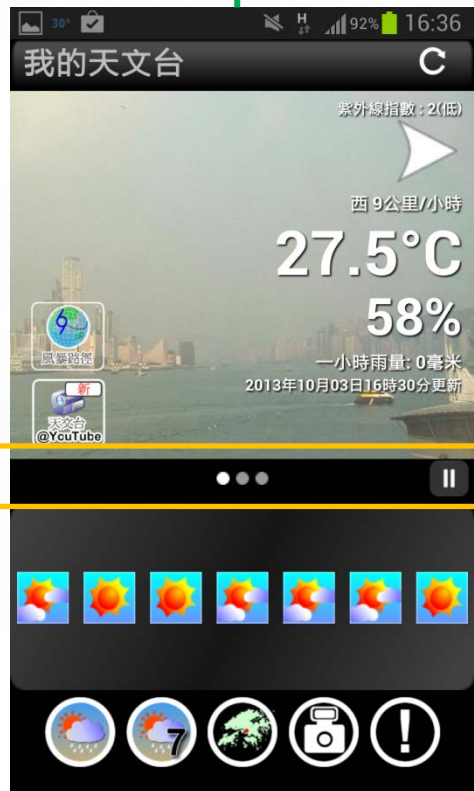 30° 92% 16:36
我的天文台
紫外線指數 : 2(低)
西 9公里/小時
27.5°C
58%
風暴路徑
一小時雨量: 0毫米
2013年10月03日16時30分更新
新
天文台
@YouTube
7